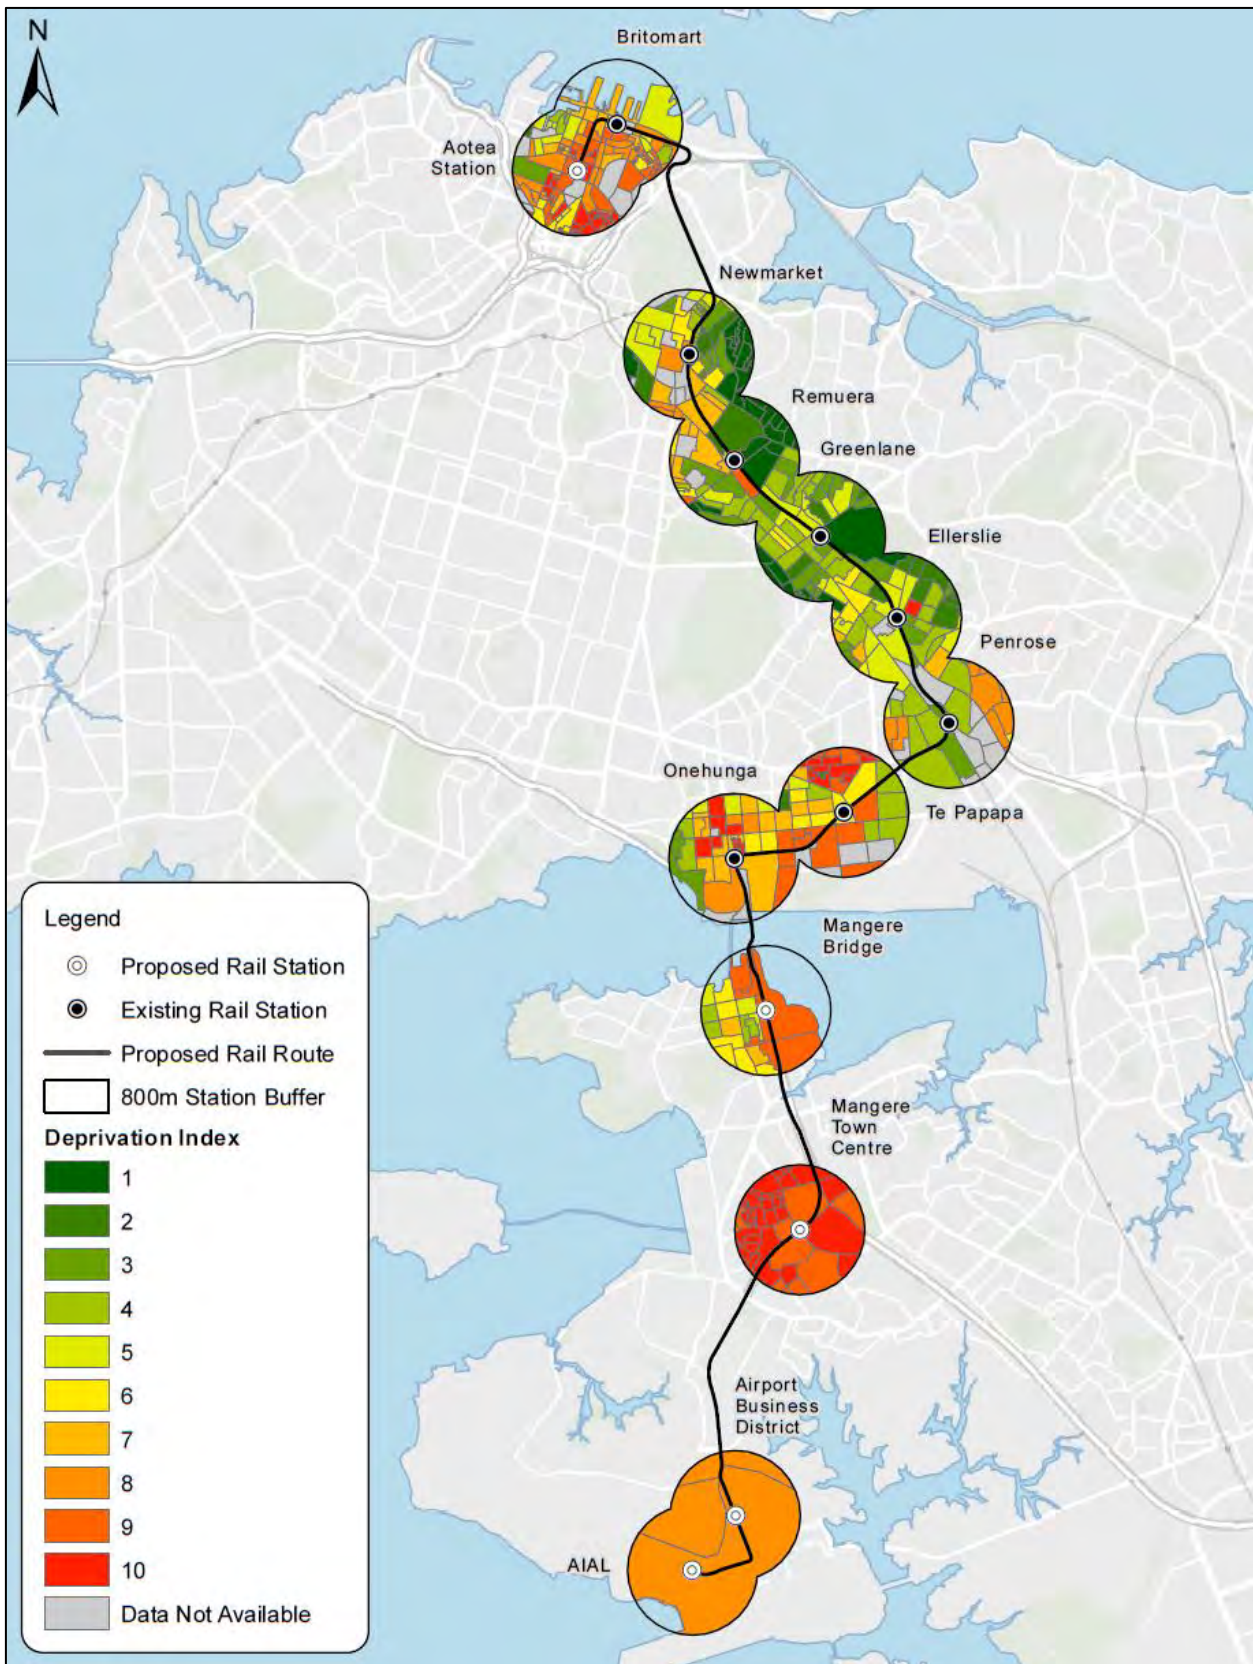 N
Britomart
Aotea
Station
Newmarket
Remuera
Greenlane
Ellerslie
Penrose
Onehunga
Te Papapa
Mangere
Bridge
Mangere
Town
Centre
Airport
Business
District
AIAL
Legend
Proposed Rail Station
Existing Rail Station
Proposed Rail Route
800m Station Buffer
Deprivation Index
1
2
3
4
5
6
7
8
9
10
Data Not Available